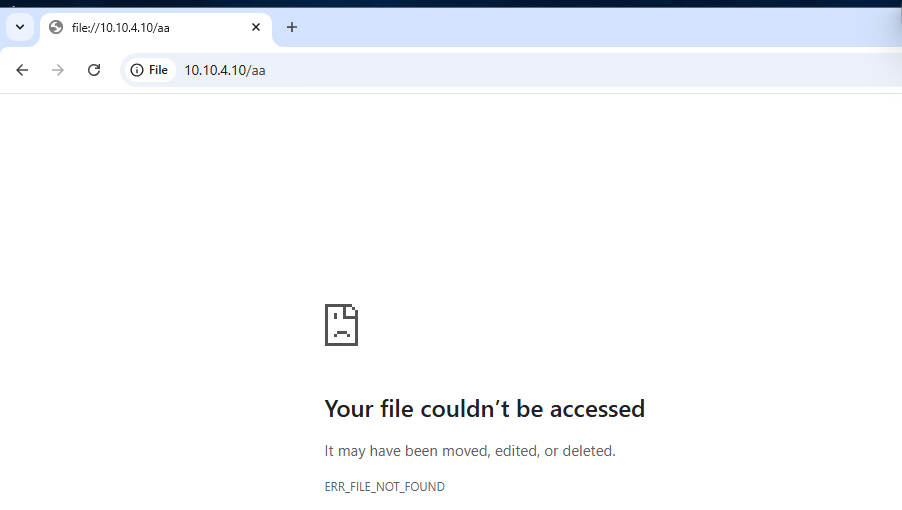 file://10.10.4.10/aa
File 10.10.4.10/aa
Your file couldn’t be accessed
It may have been moved, edited, or deleted.
ERR_FILE_NOT_FOUND